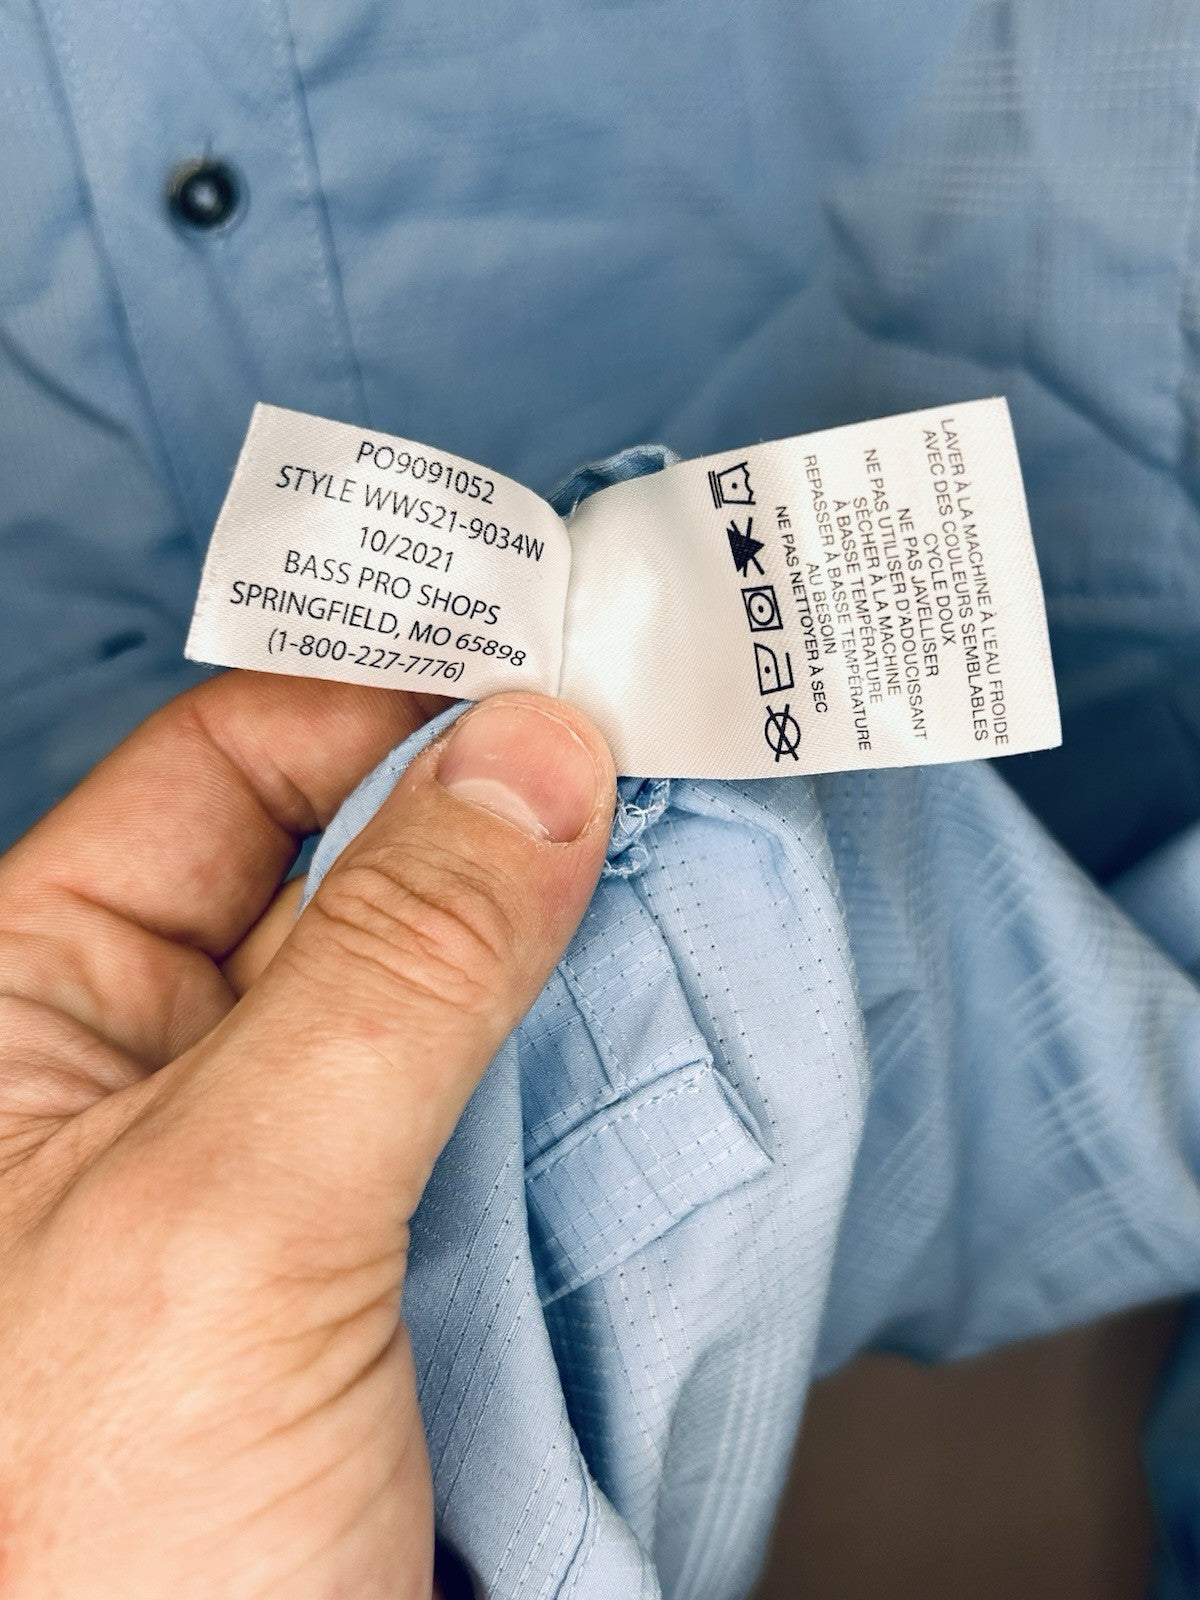 PO9091052
STYLE WWS21-9034W
10/2021
BASS PRO SHOPS
SPRINGFIELD, MO 65898
(1-800-227-7776)
LAVER À LA MACHINE À L'EAU FROIDE
AVEC DES COULEURS SEMBLABLES
CYCLE DOUX
NE PAS JAVELLISER
NE PAS UTILISER D'ADOUCISSANT
SÉCHER À LA MACHINE
À BASSE TEMPÉRATURE
REPASSER À BASSE TEMPÉRATURE
AU BESOIN
NE PAS NETTOYER À SEC